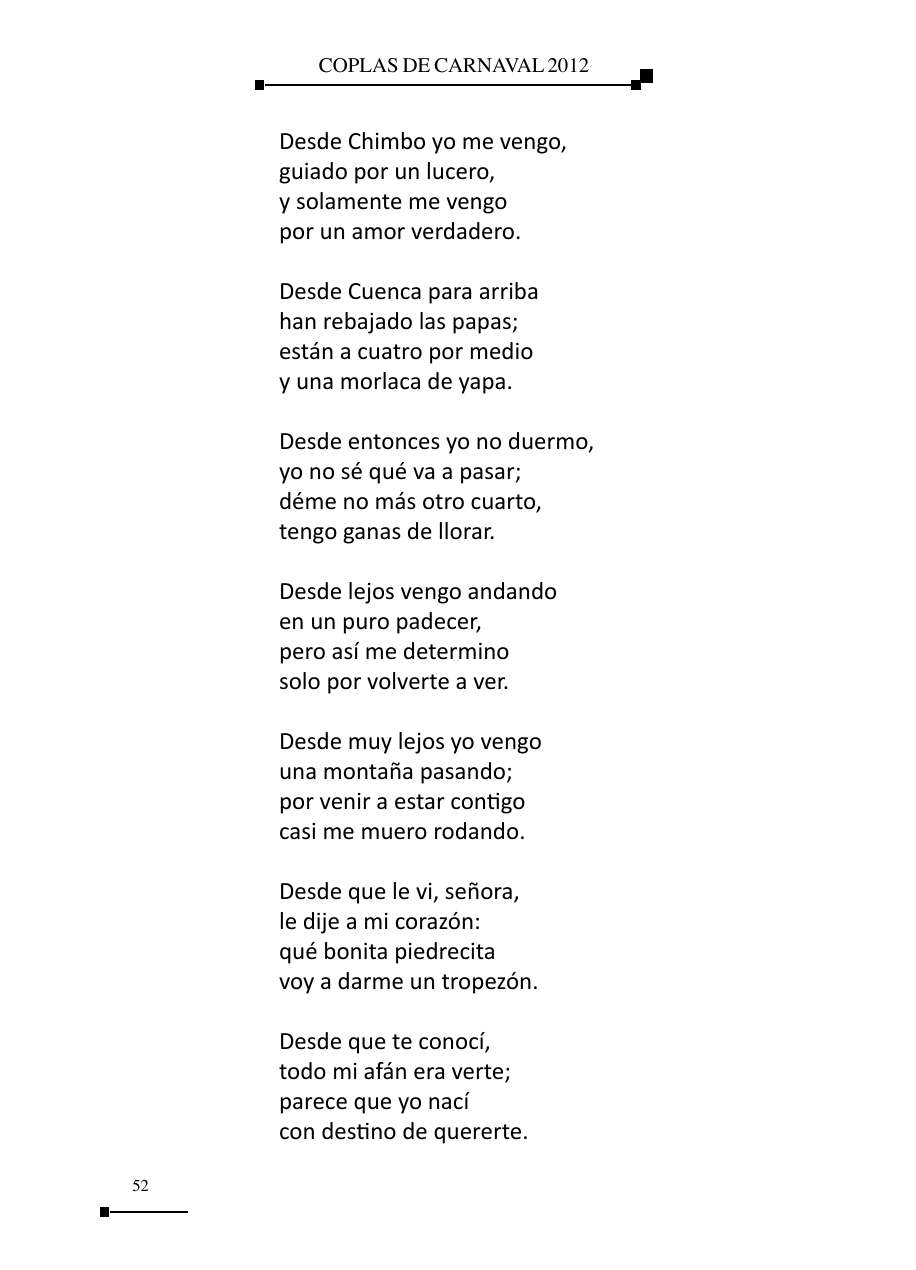 COPLAS DE CARNAVAL 2012
Desde Chimbo yo me vengo,
guiado por un lucero,
y solamente me vengo
por un amor verdadero.
Desde Cuenca para arriba
han rebajado las papas;
están a cuatro por medio
y una morlaca de yapa.
Desde entonces yo no duermo,
yo no sé qué va a pasar;
déme no más otro cuarto,
tengo ganas de llorar.
Desde lejos vengo andando
en un puro padecer,
pero así me determino
solo por volverte a ver.
Desde muy lejos yo vengo
una montaña pasando;
por venir a estar contigo
casi me muero rodando.
Desde que le vi, señora,
le dije a mi corazón:
qué bonita piedrecita
voy a darme un tropezón.
Desde que te conocí,
todo mi afán era verte;
parece que yo nací
con destino de quererte.
52